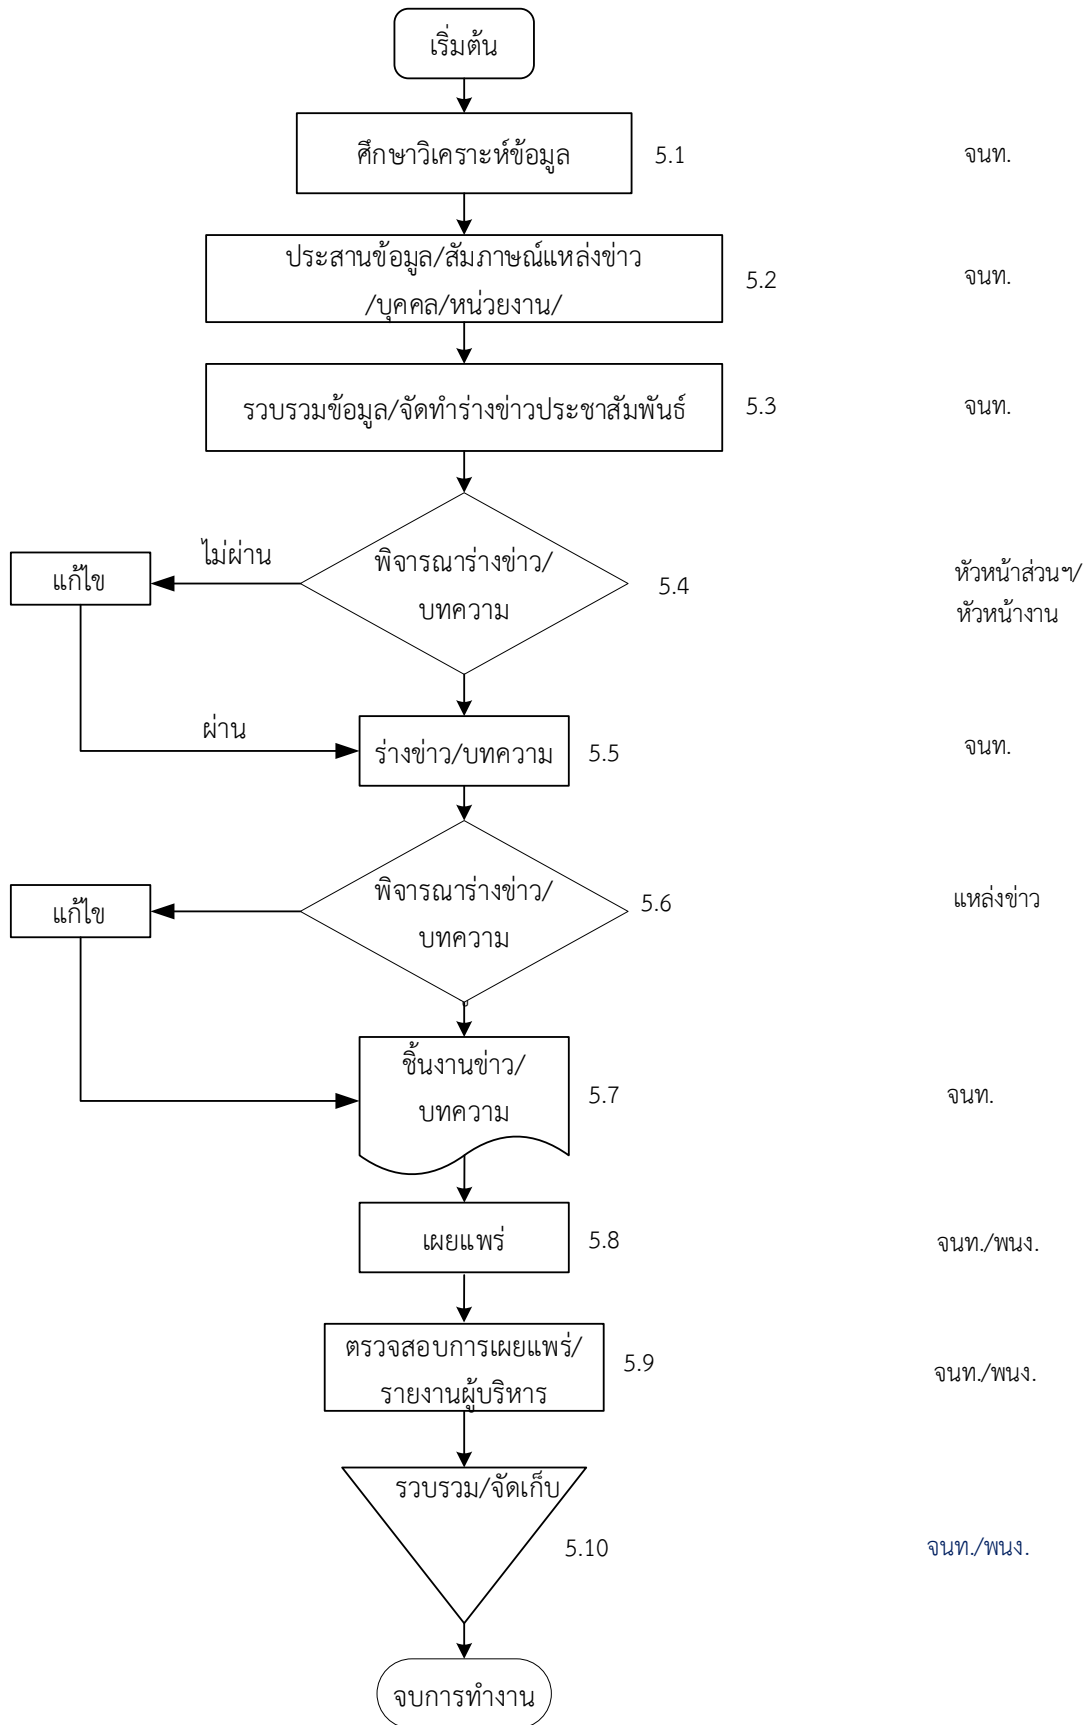 เริ่มต้น
ศึกษาวิเคราะห์ข้อมูล 5.1 จนท.
ประสานข้อมูล/สัมภาษณ์แหล่งข่าว
/บุคคล/หน่วยงาน/
5.2 จนท.
รวบรวมข้อมูล/จัดทำร่างข่าวประชาสัมพันธ์ 5.3 จนท.
ไม่ผ่าน
แก้ไข
พิจารณาร่างข่าว/
บทความ
5.4
หัวหน้าส่วนฯ/
หัวหน้างาน
ผ่าน
ร่างข่าว/บทความ 5.5 จนท.
แก้ไข
พิจารณาร่างข่าว/
บทความ
5.6 แหล่งข่าว
ชิ้นงานข่าว/
บทความ
5.7 จนท.
เผยแพร่ 5.8 จนท./พนง.
ตรวจสอบการเผยแพร่/
รายงานผู้บริหาร
5.9 จนท./พนง.
รวบรวม/จัดเก็บ
5.10 จนท./พนง.
จบการทำงาน